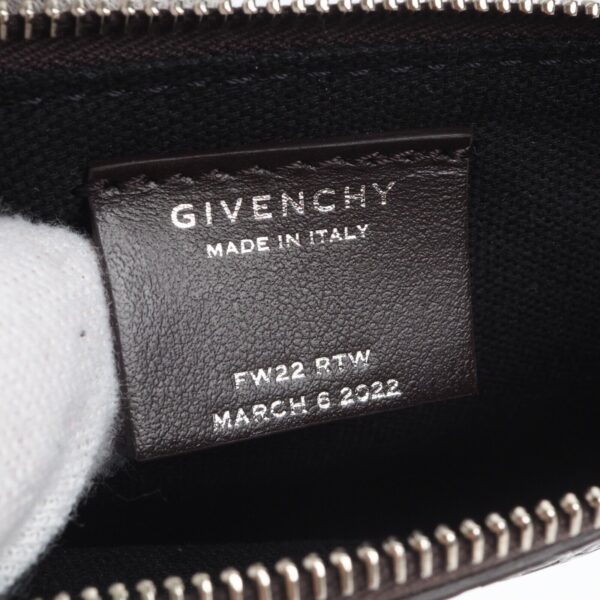 GIVENCHY
MADE IN ITALY
FW22 RTW
MARCH 6 2022